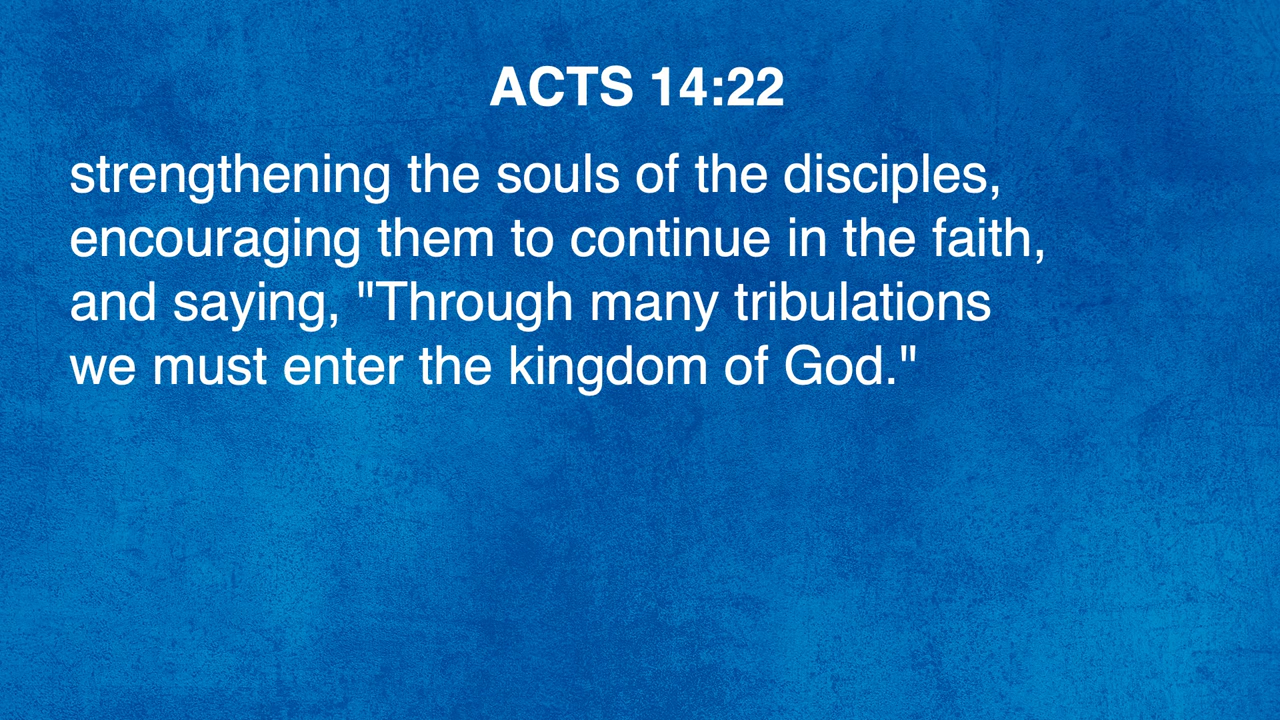 ACTS 14:22
strengthening the souls of the disciples,
encouraging them to continue in the faith,
and saying, "Through many tribulations
we must enter the kingdom of God."